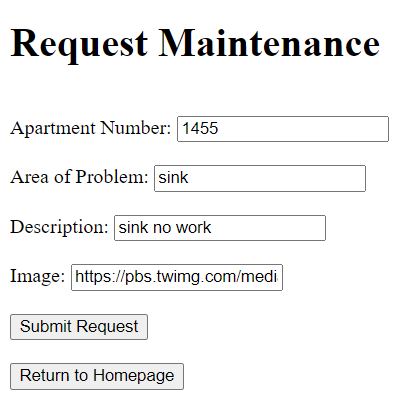 Request Maintenance
Apartment Number: 1455
Area of Problem: sink
Description: sink no work
Image: https://pbs.twimg.com/medi
Submit Request
Return to Homepage